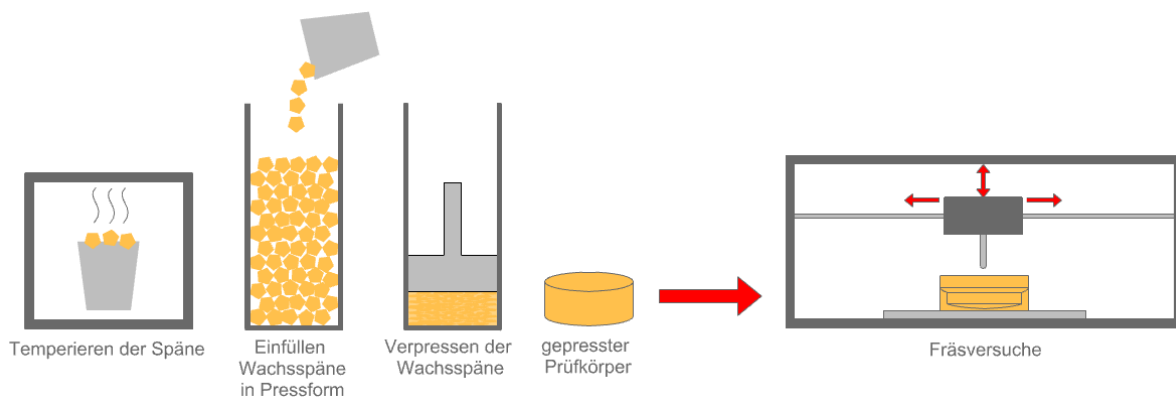 Temperieren der Späne
Einfüllen
Wachsspäne
in Pressform
Verpressen der
Wachsspäne
gepresster
Prüfkörper
Fräsversuche